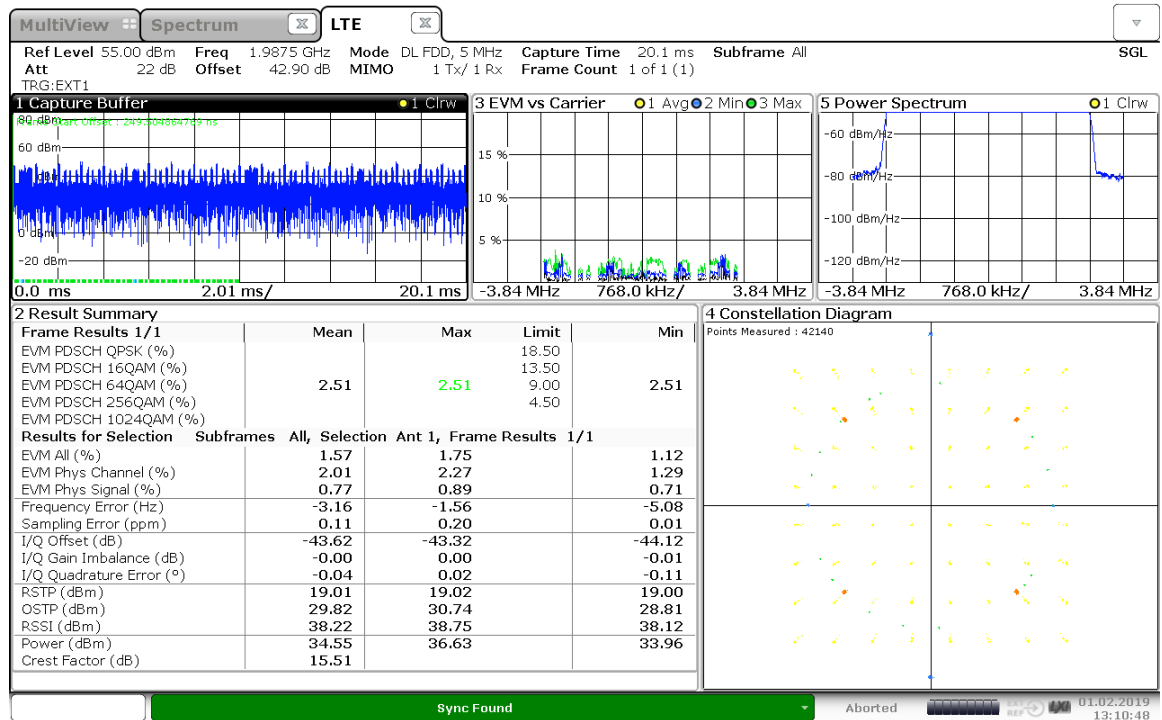 MultiView Spectrum LTE
Ref Level 55.00 dBm Freq 1.9875 GHz Mode DL FDD, 5 MHz Capture Time 20.1 ms Subframe All SGL
Att 22 dB Offset 42.90 dB MIMO 1 Tx/ 1 Rx Frame Count 1 of 1 (1)
TRG:EXT1
1 Capture Buffer 1 Clrw
80 dBm
Frame Start Offset : 249.504864769 ns
60 dBm
0 dBm
-20 dBm
0.0 ms 2.01 ms/ 20.1 ms
3 EVM vs Carrier 1 Avg 2 Min 3 Max
15 %
10 %
5 %
-3.84 MHz 768.0 kHz/ 3.84 MHz
5 Power Spectrum 1 Clrw
-60 dBm/Hz
-80 dBm/Hz
-100 dBm/Hz
-120 dBm/Hz
-3.84 MHz 768.0 kHz/ 3.84 MHz
2 Result Summary
Frame Results 1/1 Mean Max Limit Min
EVM PDSCH QPSK (%) 18.50
EVM PDSCH 16QAM (%) 13.50
EVM PDSCH 64QAM (%) 2.51 2.51 9.00 2.51
EVM PDSCH 256QAM (%) 4.50
EVM PDSCH 1024QAM (%)
Results for Selection Subframes All, Selection Ant 1, Frame Results 1/1
EVM All (%) 1.57 1.75 1.12
EVM Phys Channel (%) 2.01 2.27 1.29
EVM Phys Signal (%) 0.77 0.89 0.71
Frequency Error (Hz) -3.16 -1.56 -5.08
Sampling Error (ppm) 0.11 0.20 0.01
I/Q Offset (dB) -43.62 -43.32 -44.12
I/Q Gain Imbalance (dB) -0.00 0.00 -0.01
I/Q Quadrature Error (º) -0.04 0.02 -0.11
RSTP (dBm) 19.01 19.02 19.00
OSTP (dBm) 29.82 30.74 28.81
RSSI (dBm) 38.22 38.75 38.12
Power (dBm) 34.55 36.63 33.96
Crest Factor (dB) 15.51
4 Constellation Diagram
Points Measured : 42140
Sync Found
Aborted
EXT
REF
LXI
01.02.2019
13:10:48